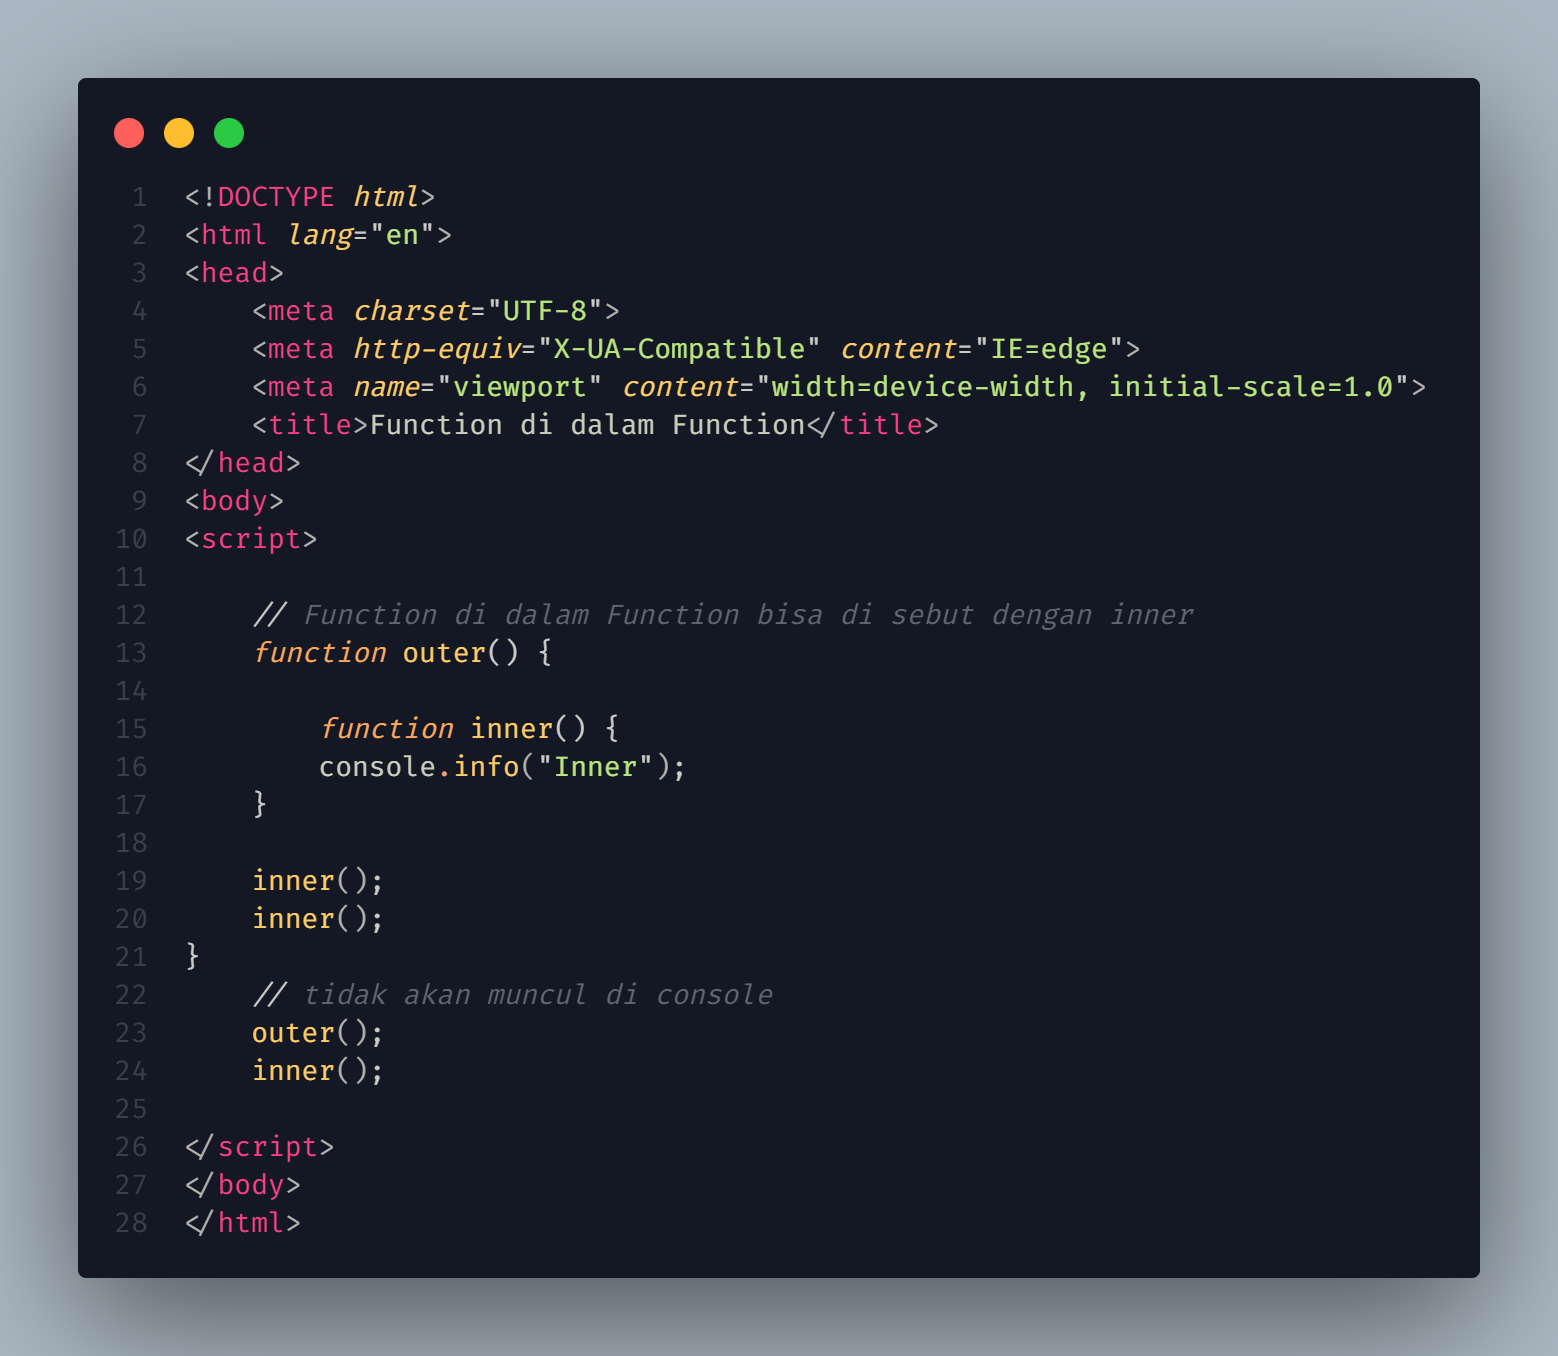 1 <!DOCTYPE html>
2 <html lang="en">
3 <head>
4     <meta charset="UTF-8">
5     <meta http-equiv="X-UA-Compatible" content="IE=edge">
6     <meta name="viewport" content="width=device-width, initial-scale=1.0">
7     <title>Function di dalam Function</title>
8 </head>
9 <body>
10 <script>
11
12     // Function di dalam Function bisa di sebut dengan inner
13     function outer() {
14
15         function inner() {
16         console.info("Inner");
17     }
18
19     inner();
20     inner();
21 }
22     // tidak akan muncul di console
23     outer();
24     inner();
25
26 </script>
27 </body>
28 </html>